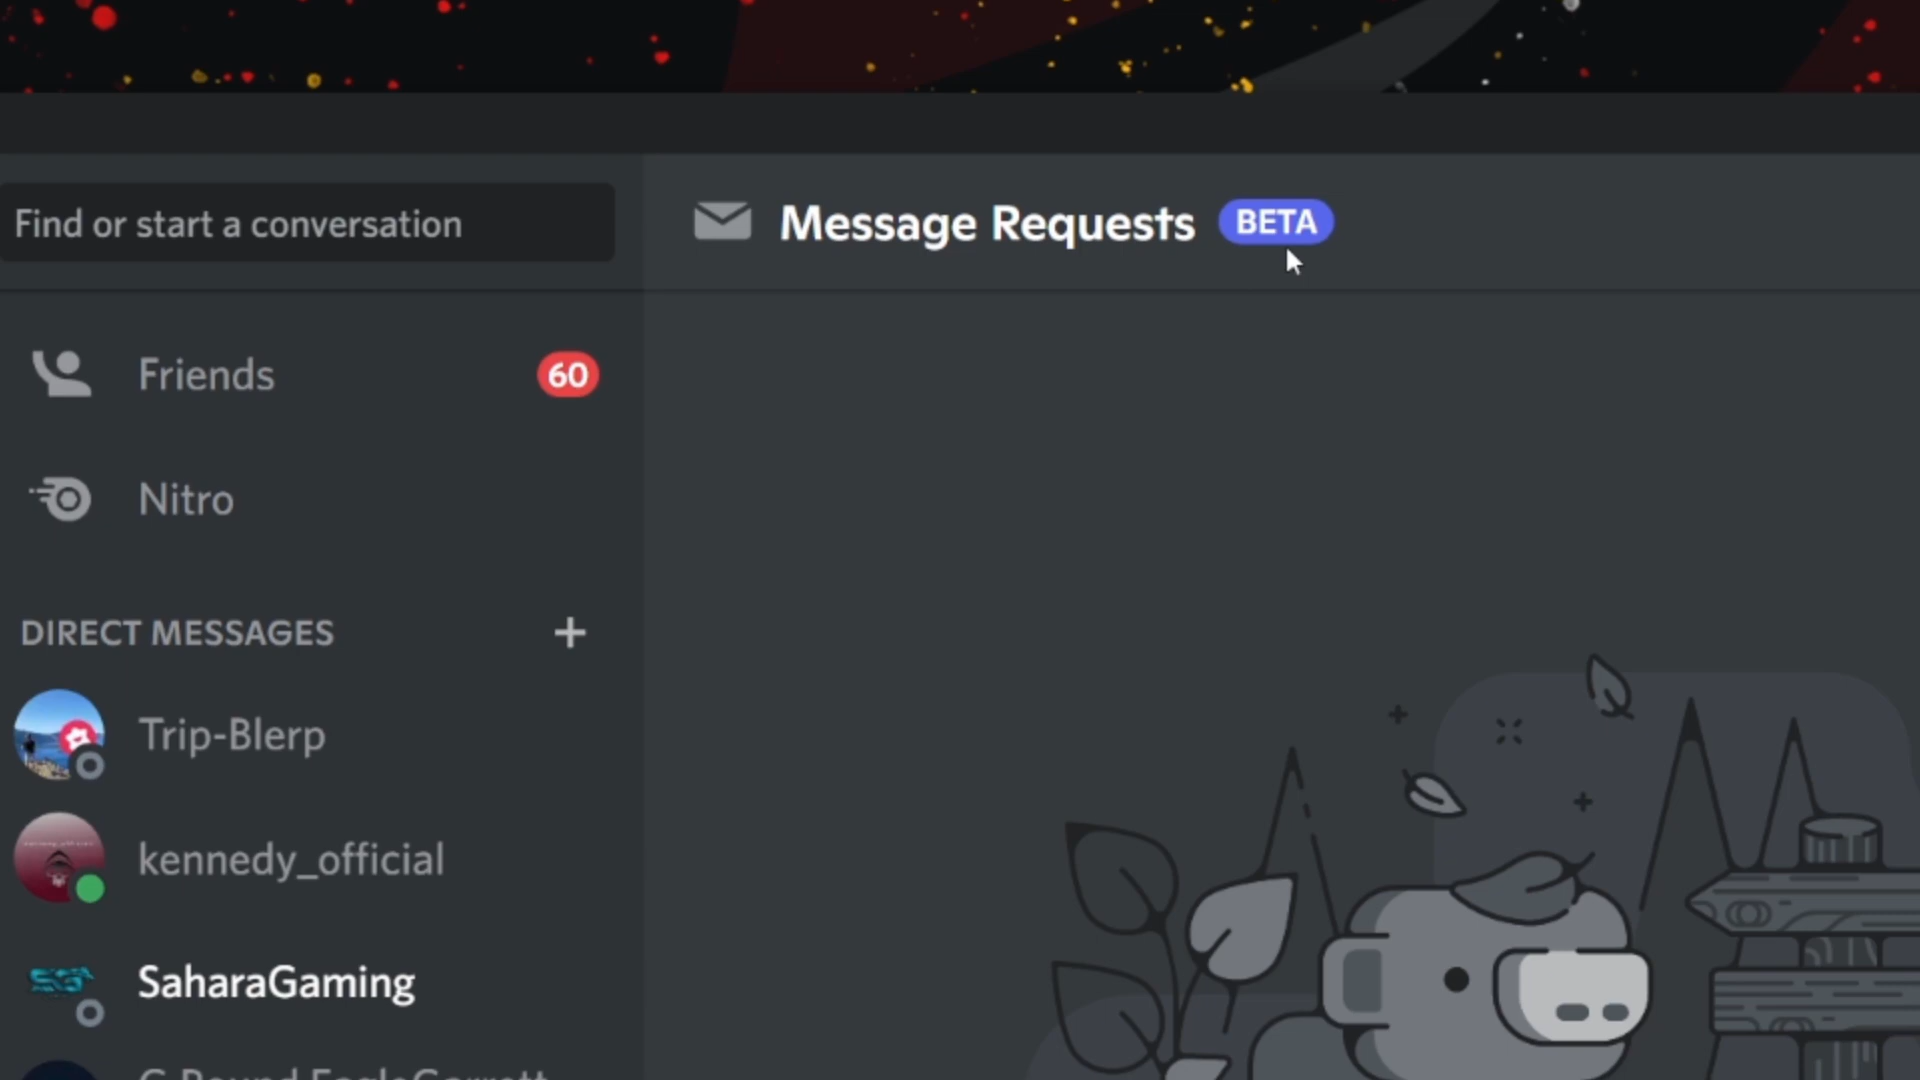 Find or start a conversation
Message Requests BETA
Friends 60
Nitro
DIRECT MESSAGES +
Trip-Blerp
kennedy_official
SaharaGaming